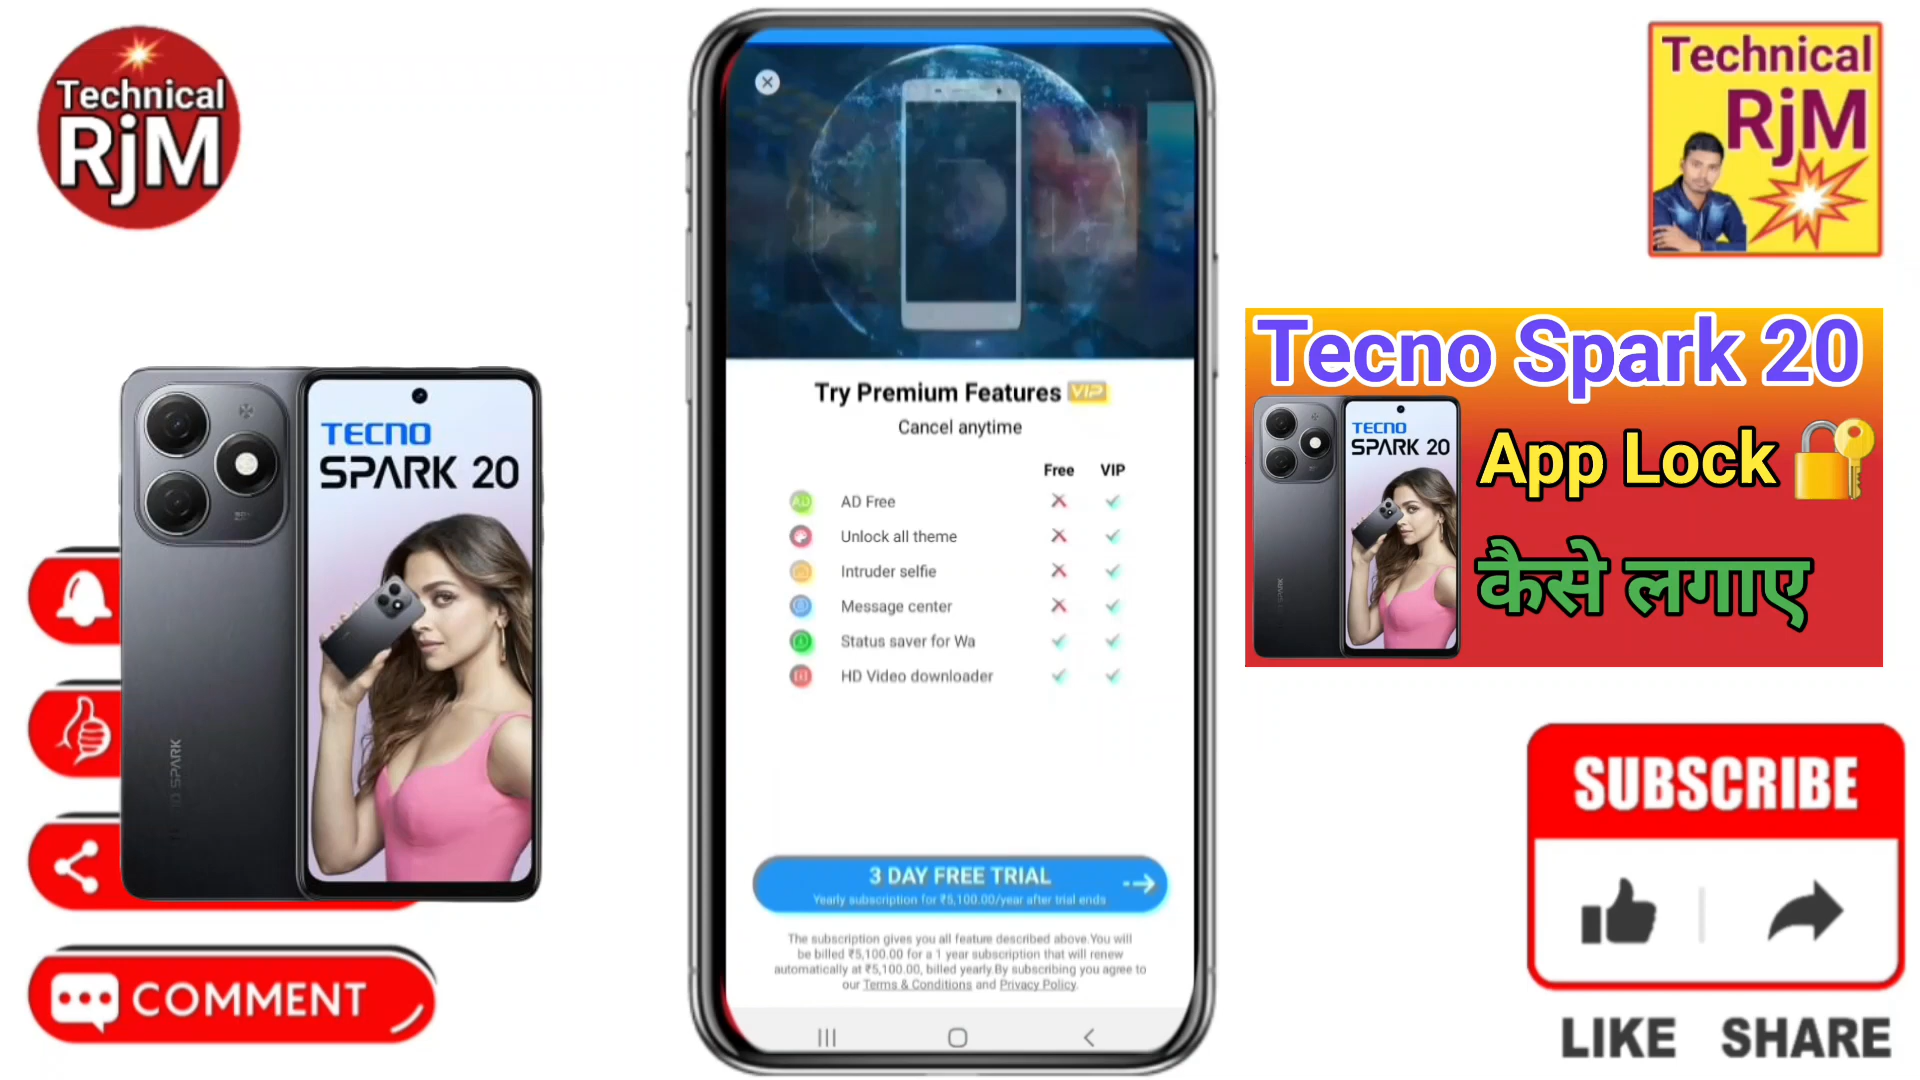 Technical
RjM
TECNO
SPARK 20
TECNO SPARK
COMMENT
Try Premium Features VIP
Cancel anytime
Free VIP
AD Free
Unlock all theme
Intruder selfie
Message center
Status saver for Wa
HD Video downloader
3 DAY FREE TRIAL
Yearly subscription for ₹5,100.00/year after trial ends
The subscription gives you all feature described above.You will
be billed ₹5,100.00 for a 1 year subscription that will renew
automatically at ₹5,100.00, billed yearly.By subscribing you agree to
our Terms & Conditions and Privacy Policy.
Technical
RjM
Tecno Spark 20
TECNO
SPARK 20
App Lock
कैसे लगाए
SUBSCRIBE
LIKE SHARE